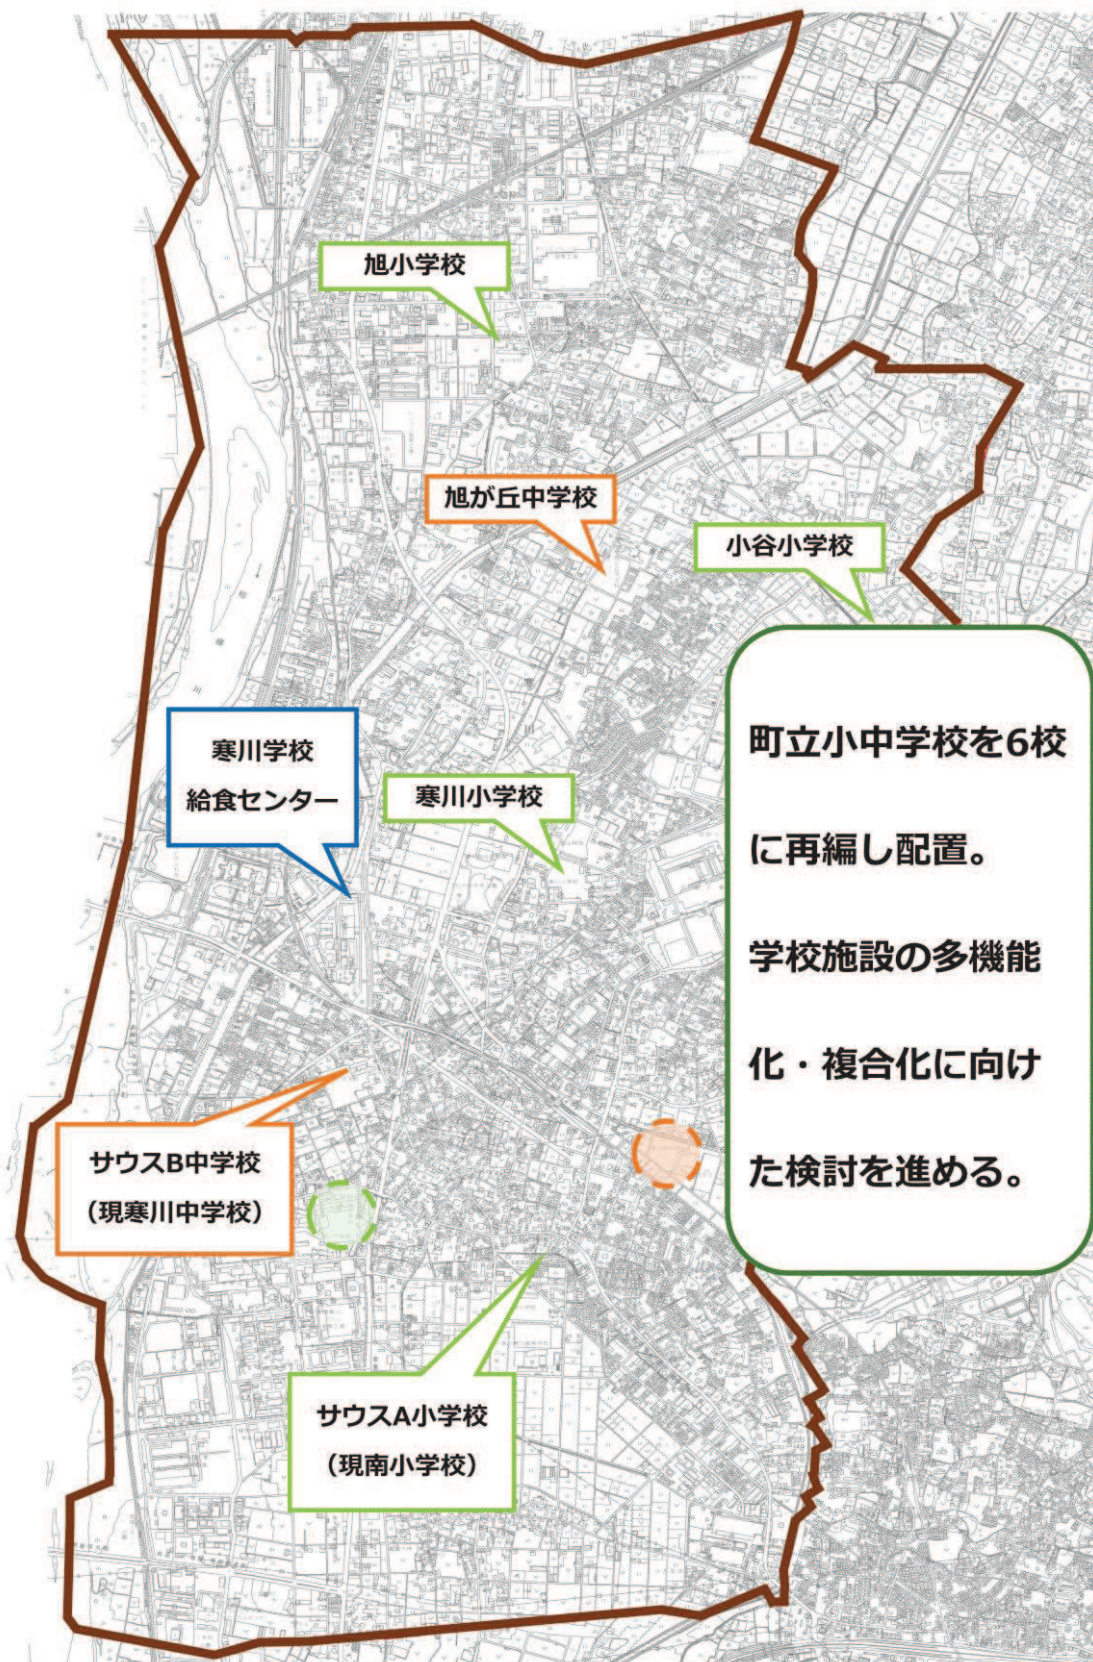 旭小学校
旭が丘中学校
小谷小学校
町立小中学校を6校
に再編し配置。
学校施設の多機能
化・複合化に向け
た検討を進める。
寒川学校
給食センター
寒川小学校
サウスB中学校
（現寒川中学校）
サウスA小学校
（現南小学校）